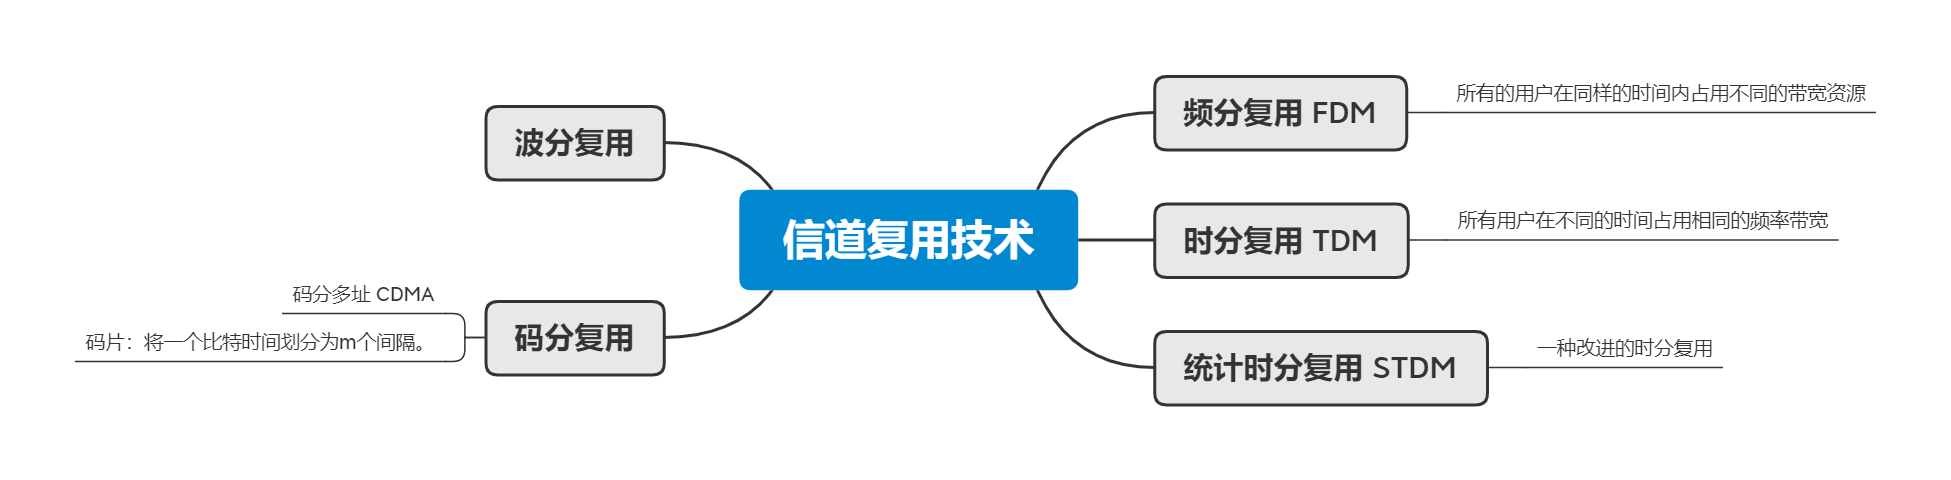 信道复用技术
频分复用 FDM
所有的用户在同样的时间内占用不同的带宽资源
时分复用 TDM
所有用户在不同的时间占用相同的频率带宽
统计时分复用 STDM
一种改进的时分复用
波分复用
码分复用
码分多址 CDMA
码片：将一个比特时间划分为m个间隔。